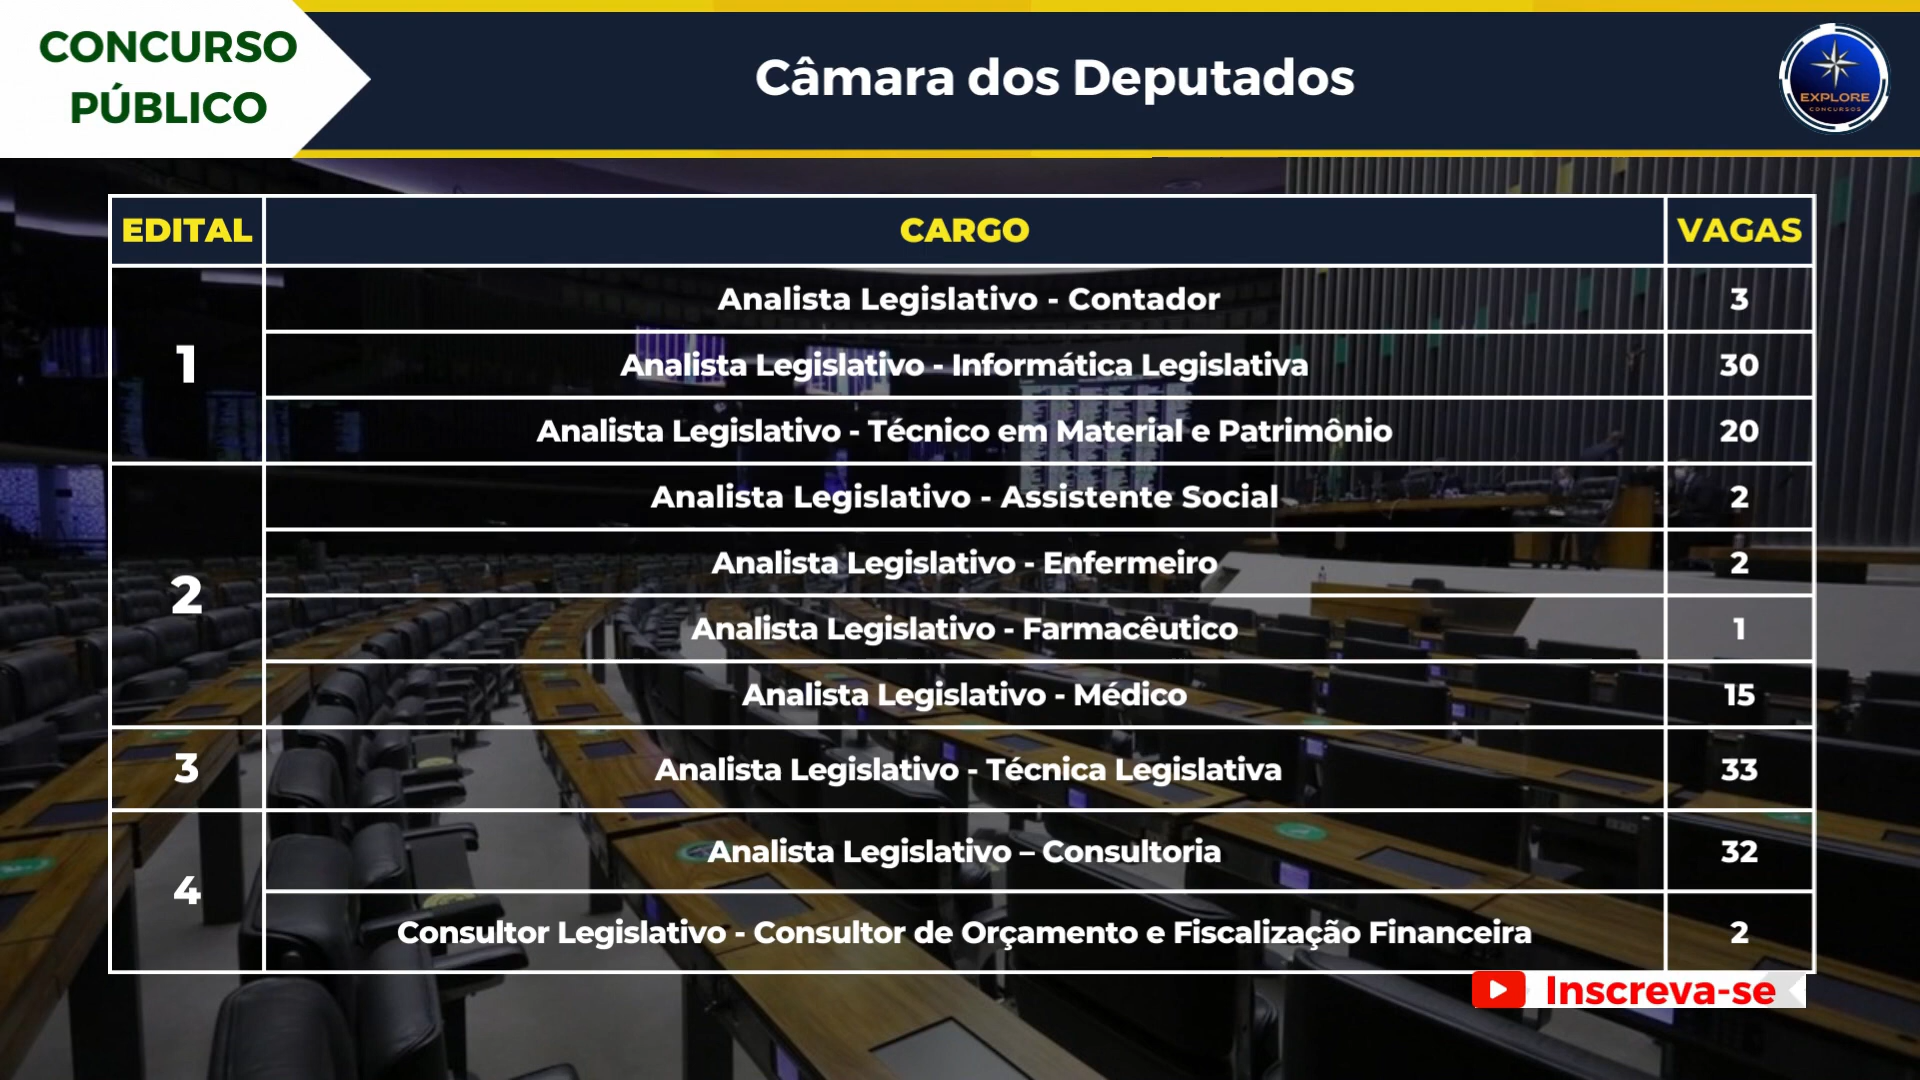 CONCURSO
PÚBLICO
Câmara dos Deputados
EXPLORE
CONCURSOS
EDITAL CARGO VAGAS
1
Analista Legislativo - Contador 3
Analista Legislativo - Informática Legislativa 30
Analista Legislativo - Técnico em Material e Patrimônio 20
2
Analista Legislativo - Assistente Social 2
Analista Legislativo - Enfermeiro 2
Analista Legislativo - Farmacêutico 1
Analista Legislativo - Médico 15
3 Analista Legislativo - Técnica Legislativa 33
4
Analista Legislativo – Consultoria 32
Consultor Legislativo - Consultor de Orçamento e Fiscalização Financeira 2
Inscreva-se